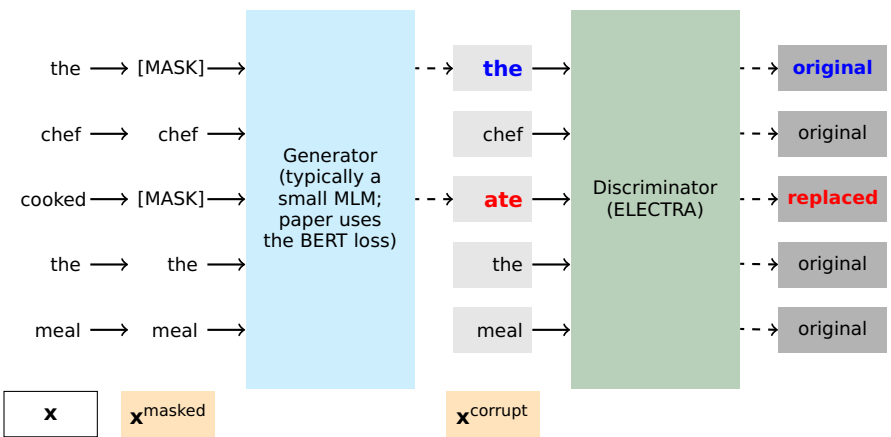 the [MASK] the original
chef chef chef original
Generator
(typically a
small MLM;
paper uses
the BERT loss)
Discriminator
(ELECTRA)
cooked [MASK] ate replaced
the the the original
meal meal meal original
x x^masked x^corrupt